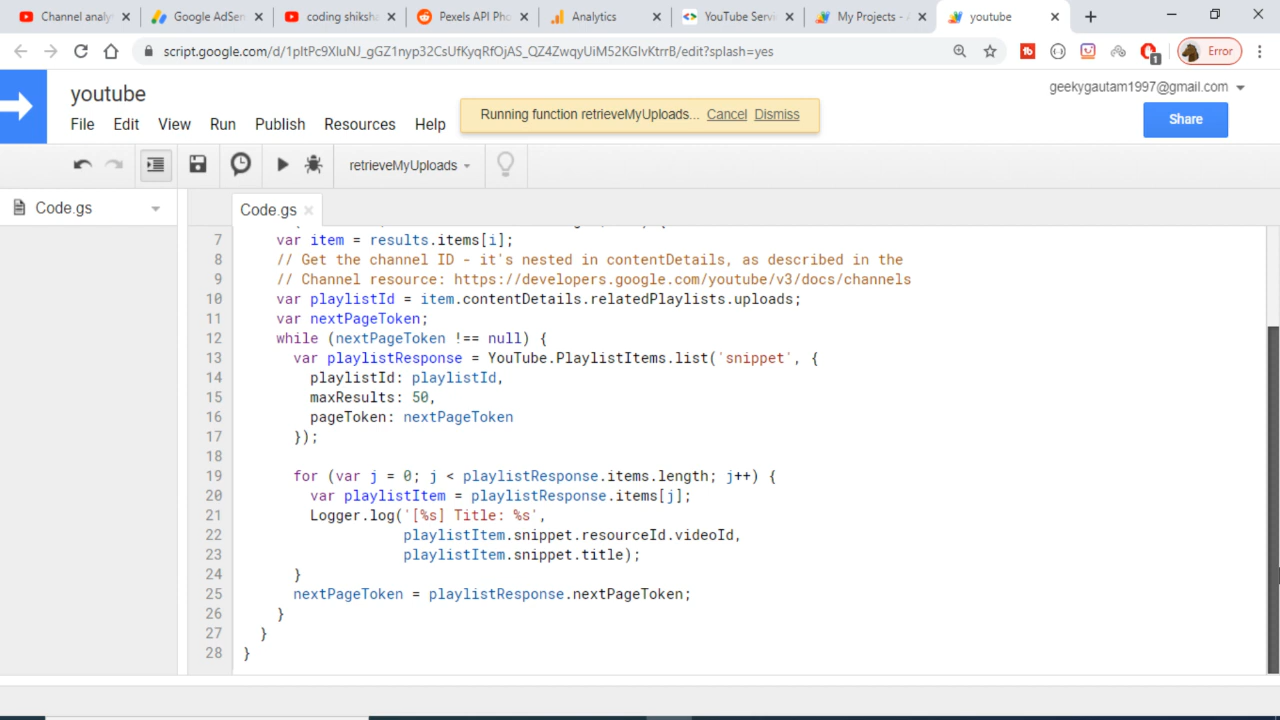 Channel analy
Google AdSen
coding shiksha
Pexels API Pho
Analytics
YouTube Servi
My Projects - A
youtube
script.google.com/d/1pltPc9XluNJ_gGZ1nyp32CsUfKyqRfOjAS_QZ4ZwqyUiM52KGlvKtrrB/edit?splash=yes
1
Error
youtube
Running function retrieveMyUploads... Cancel Dismiss
geekygautam1997@gmail.com
File Edit View Run Publish Resources Help
Share
retrieveMyUploads
Code.gs
Code.gs
7 var item = results.items[i];
8 // Get the channel ID - it's nested in contentDetails, as described in the
9 // Channel resource: https://developers.google.com/youtube/v3/docs/channels
10 var playlistId = item.contentDetails.relatedPlaylists.uploads;
11 var nextPageToken;
12 while (nextPageToken !== null) {
13 var playlistResponse = YouTube.PlaylistItems.list('snippet', {
14 playlistId: playlistId,
15 maxResults: 50,
16 pageToken: nextPageToken
17 });
18
19 for (var j = 0; j < playlistResponse.items.length; j++) {
20 var playlistItem = playlistResponse.items[j];
21 Logger.log('[%s] Title: %s',
22 playlistItem.snippet.resourceId.videoId,
23 playlistItem.snippet.title);
24 }
25 nextPageToken = playlistResponse.nextPageToken;
26 }
27 }
28 }